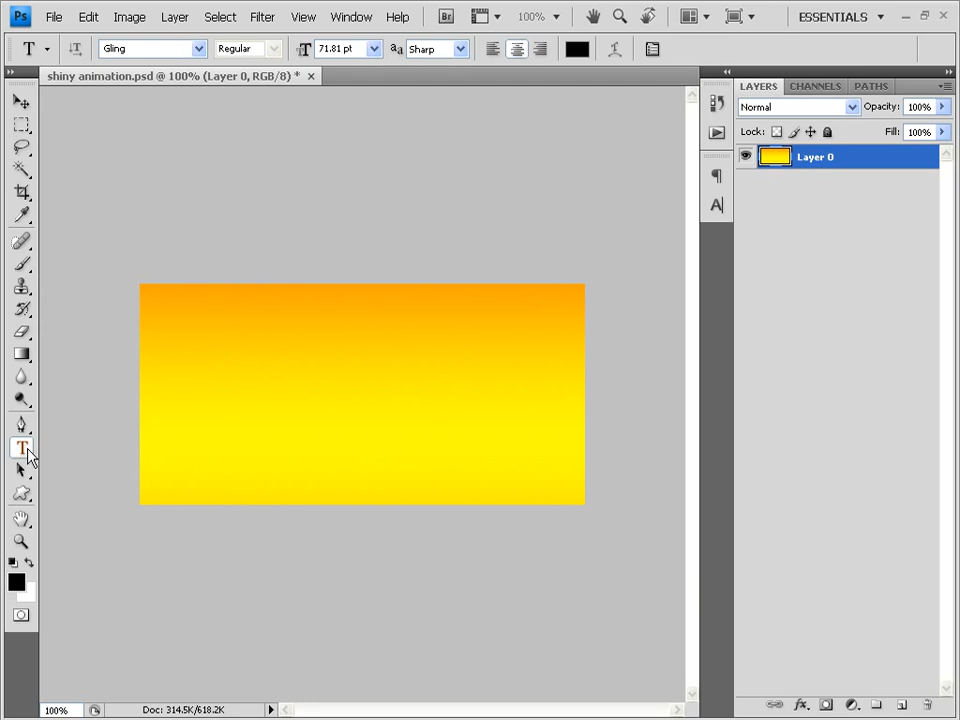 Ps File Edit Image Layer Select Filter View Window Help Br 100% ESSENTIALS
T T Gling Regular T 71.81 pt aa Sharp
shiny animation.psd @ 100% (Layer 0, RGB/8) * x
LAYERS CHANNELS PATHS
Normal Opacity: 100%
Lock: Fill: 100%
Layer 0
A
T
100% Doc: 314.5K/618.2K
fx